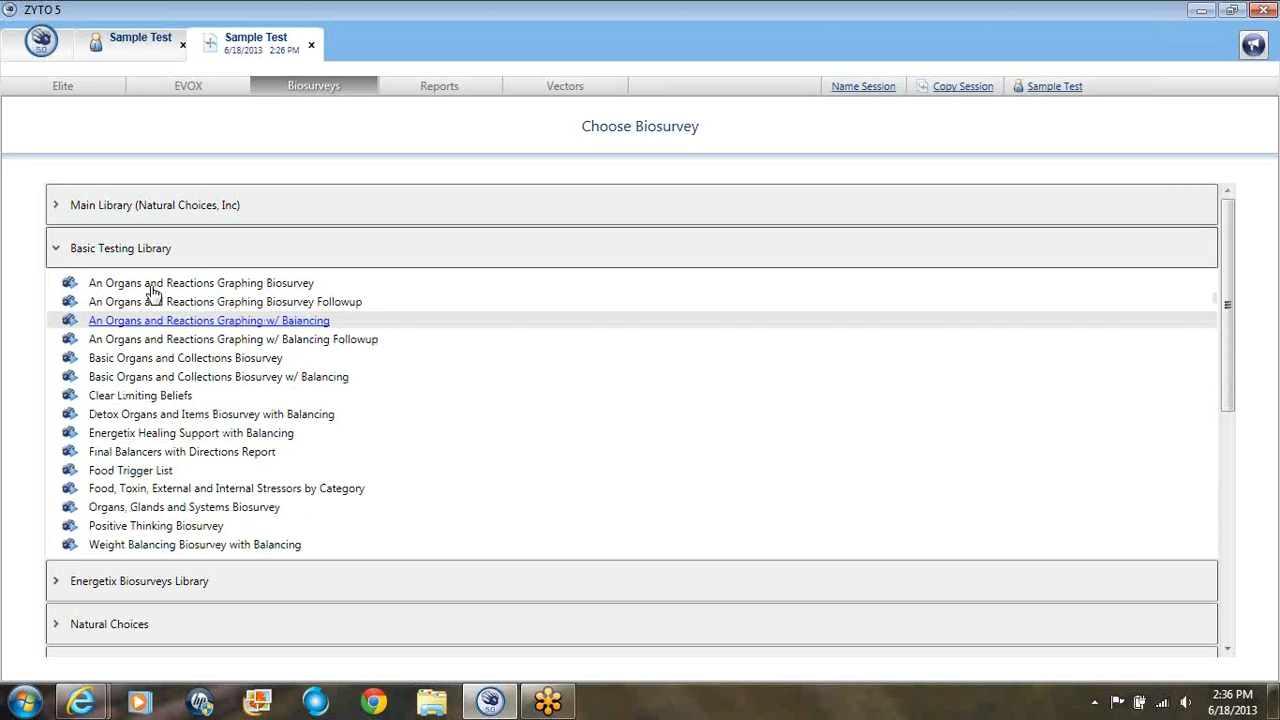 ZYTO 5
Sample Test
x
Sample Test
6/18/2013 2:26 PM
x
Elite
EVOX
Biosurveys
Reports
Vectors
Name Session
Copy Session
Sample Test
Choose Biosurvey
Main Library (Natural Choices, Inc)
Basic Testing Library
An Organs and Reactions Graphing Biosurvey
An Organs and Reactions Graphing Biosurvey Followup
An Organs and Reactions Graphing w/ Balancing
An Organs and Reactions Graphing w/ Balancing Followup
Basic Organs and Collections Biosurvey
Basic Organs and Collections Biosurvey w/ Balancing
Clear Limiting Beliefs
Detox Organs and Items Biosurvey with Balancing
Energetix Healing Support with Balancing
Final Balancers with Directions Report
Food Trigger List
Food, Toxin, External and Internal Stressors by Category
Organs, Glands and Systems Biosurvey
Positive Thinking Biosurvey
Weight Balancing Biosurvey with Balancing
Energetix Biosurveys Library
Natural Choices
2:36 PM
6/18/2013